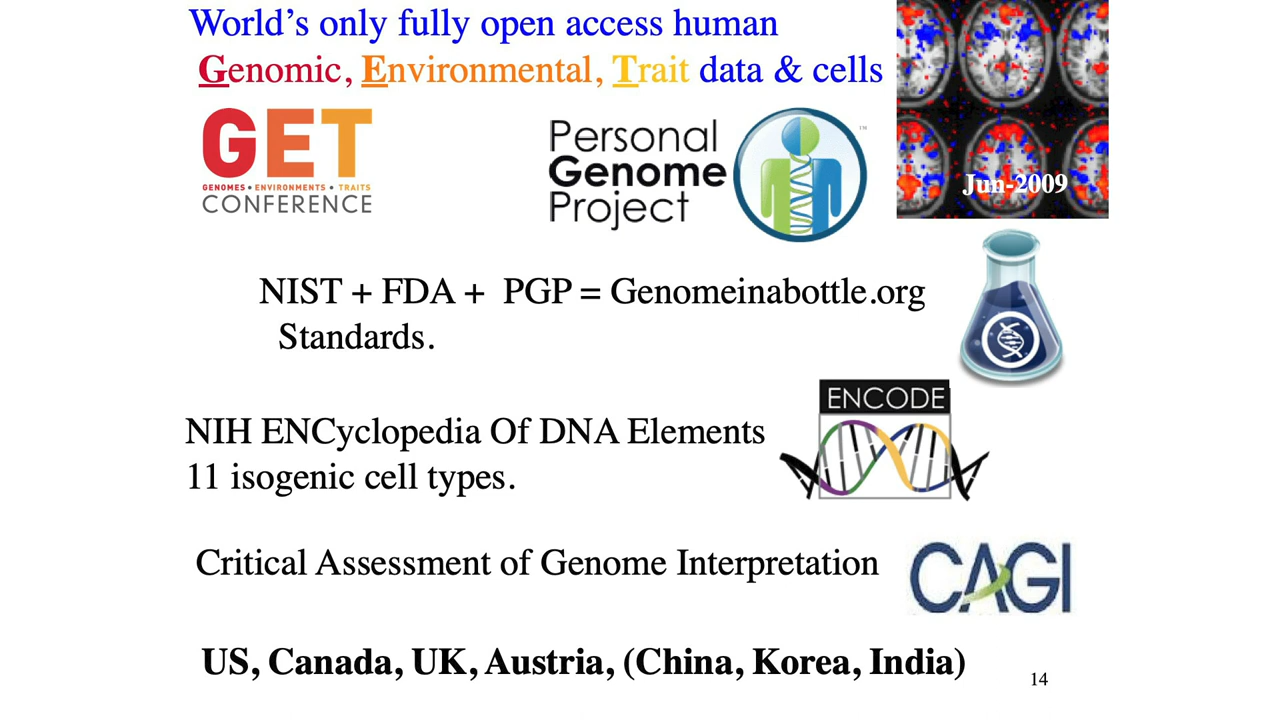 World's only fully open access human
Genomic, Environmental, Trait data & cells
GET
GENOMES • ENVIRONMENTS • TRAITS
CONFERENCE
Personal
Genome
Project
TM
Jun-2009
NIST + FDA + PGP = Genomeinabottle.org
Standards.
ENCODE
NIH ENCyclopedia Of DNA Elements
11 isogenic cell types.
Critical Assessment of Genome Interpretation
CAGI
US, Canada, UK, Austria, (China, Korea, India)
14